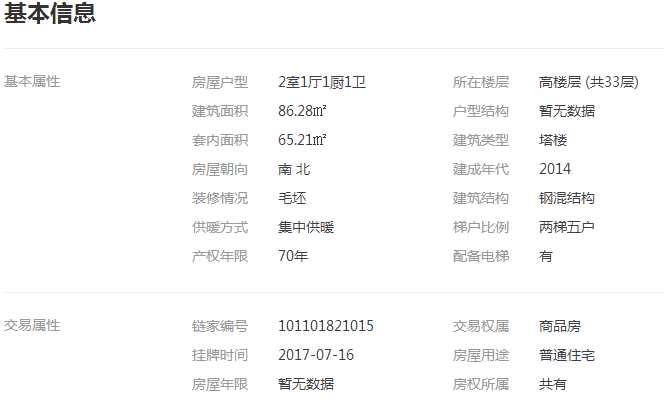 基本信息
基本属性 房屋户型 2室1厅1厨1卫 所在楼层 高楼层 (共33层)
建筑面积 86.28㎡ 户型结构 暂无数据
套内面积 65.21㎡ 建筑类型 塔楼
房屋朝向 南 北 建成年代 2014
装修情况 毛坯 建筑结构 钢混结构
供暖方式 集中供暖 梯户比例 两梯五户
产权年限 70年 配备电梯 有
交易属性 链家编号 101101821015 交易权属 商品房
挂牌时间 2017-07-16 房屋用途 普通住宅
房屋年限 暂无数据 房权所属 共有